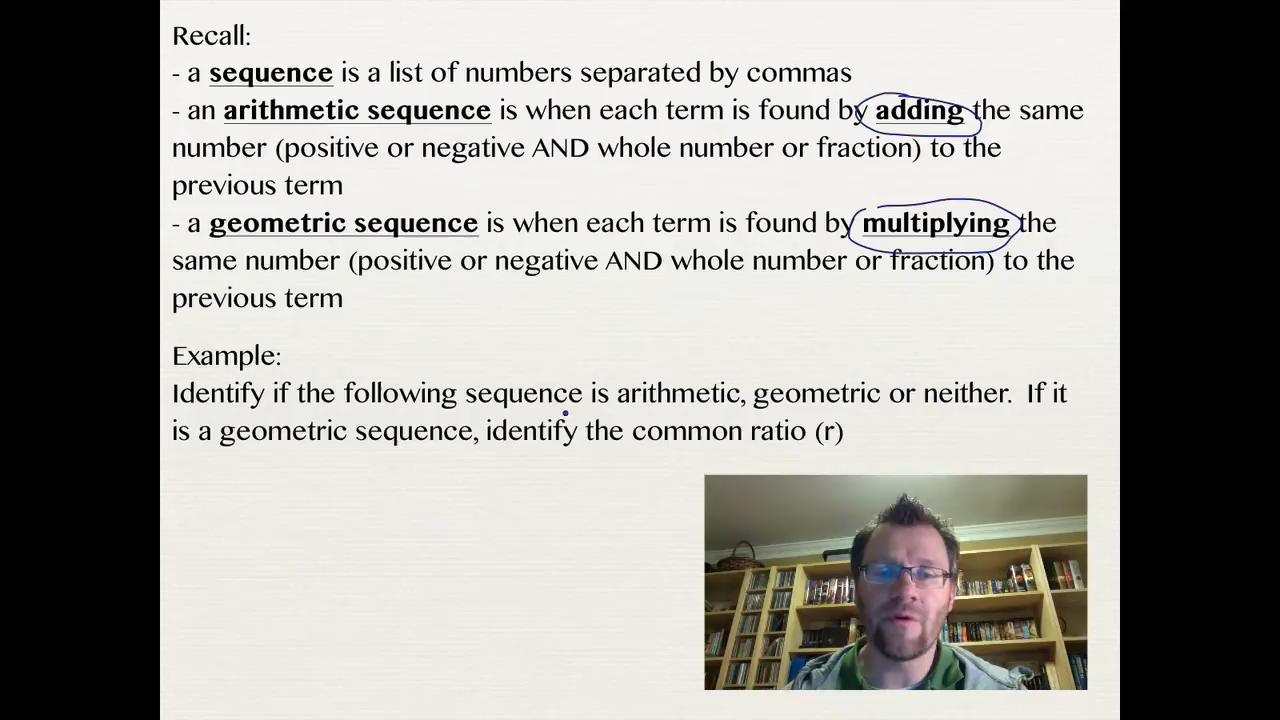 Recall:
- a sequence is a list of numbers separated by commas
- an arithmetic sequence is when each term is found by adding the same
number (positive or negative AND whole number or fraction) to the
previous term
- a geometric sequence is when each term is found by multiplying the
same number (positive or negative AND whole number or fraction) to the
previous term
Example:
Identify if the following sequence is arithmetic, geometric or neither. If it
is a geometric sequence, identify the common ratio (r)